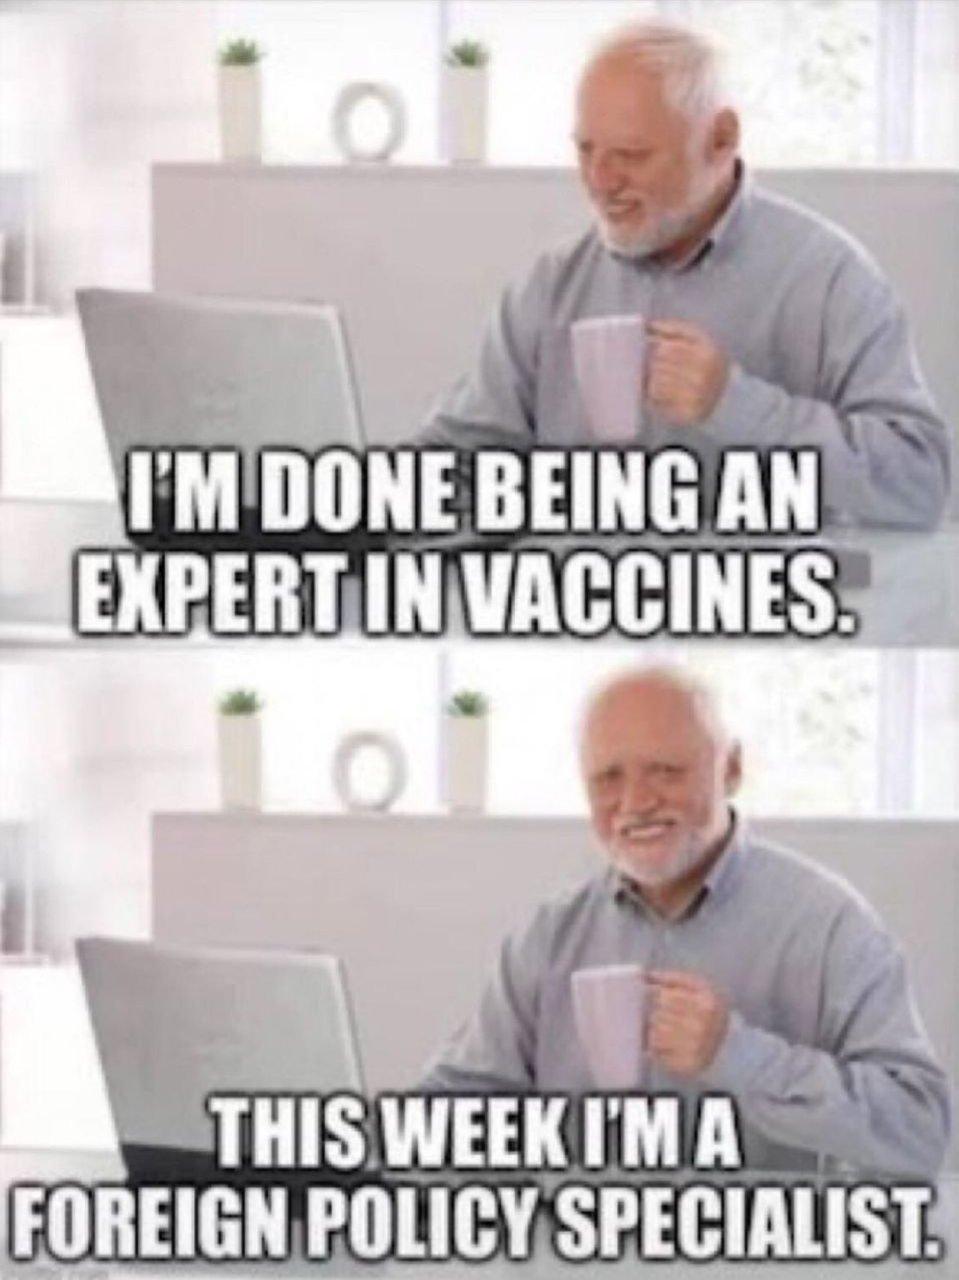 I'M DONE BEING AN
EXPERT IN VACCINES.
THIS WEEK I'M A
FOREIGN POLICY SPECIALIST.